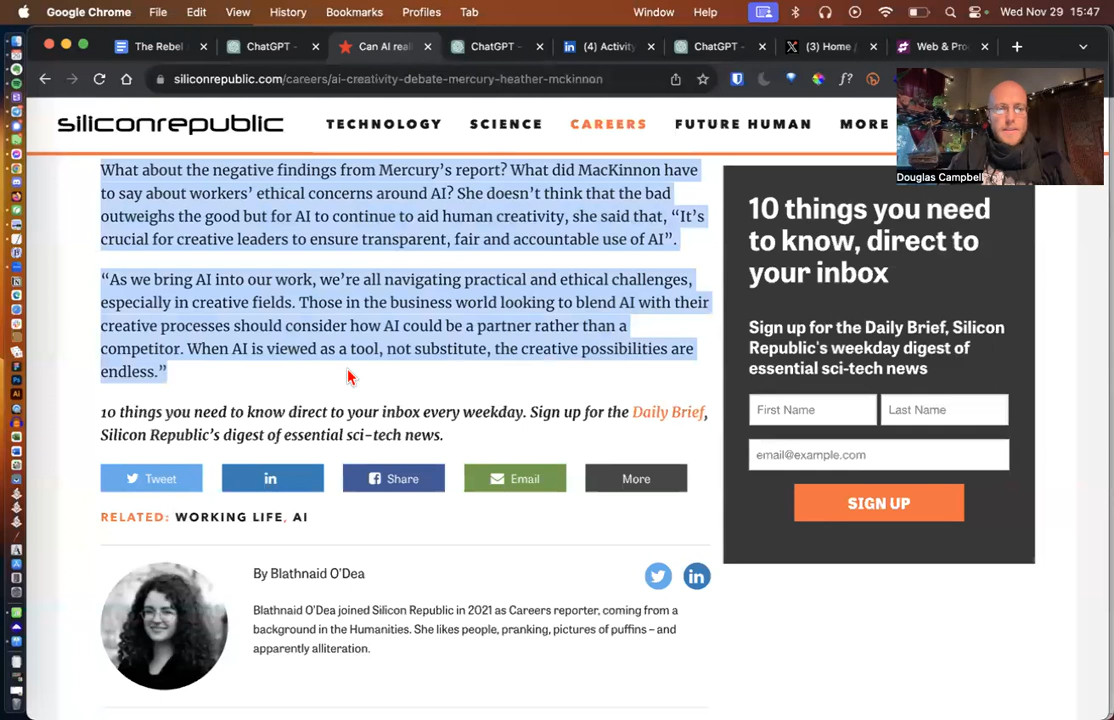 Google Chrome File Edit View History Bookmarks Profiles Tab Window Help Wed Nov 29 15:47
The Rebel
ChatGPT -
Can AI real
ChatGPT -
(4) Activity
ChatGPT -
(3) Home /
Web & Pro
siliconrepublic.com/careers/ai-creativity-debate-mercury-heather-mckinnon
f?
Douglas Campbell
siliconrepublic TECHNOLOGY SCIENCE CAREERS FUTURE HUMAN MORE
What about the negative findings from Mercury’s report? What did MacKinnon have
to say about workers’ ethical concerns around AI? She doesn’t think that the bad
outweighs the good but for AI to continue to aid human creativity, she said that, “It’s
crucial for creative leaders to ensure transparent, fair and accountable use of AI”.
“As we bring AI into our work, we’re all navigating practical and ethical challenges,
especially in creative fields. Those in the business world looking to blend AI with their
creative processes should consider how AI could be a partner rather than a
competitor. When AI is viewed as a tool, not substitute, the creative possibilities are
endless.”
10 things you need to know direct to your inbox every weekday. Sign up for the Daily Brief,
Silicon Republic’s digest of essential sci-tech news.
Tweet
in
Share
Email
More
RELATED: WORKING LIFE, AI
By Blathnaid O’Dea
Blathnaid O’Dea joined Silicon Republic in 2021 as Careers reporter, coming from a
background in the Humanities. She likes people, pranking, pictures of puffins – and
apparently alliteration.
10 things you need
to know, direct to
your inbox
Sign up for the Daily Brief, Silicon
Republic’s weekday digest of
essential sci-tech news
First Name
Last Name
email@example.com
SIGN UP